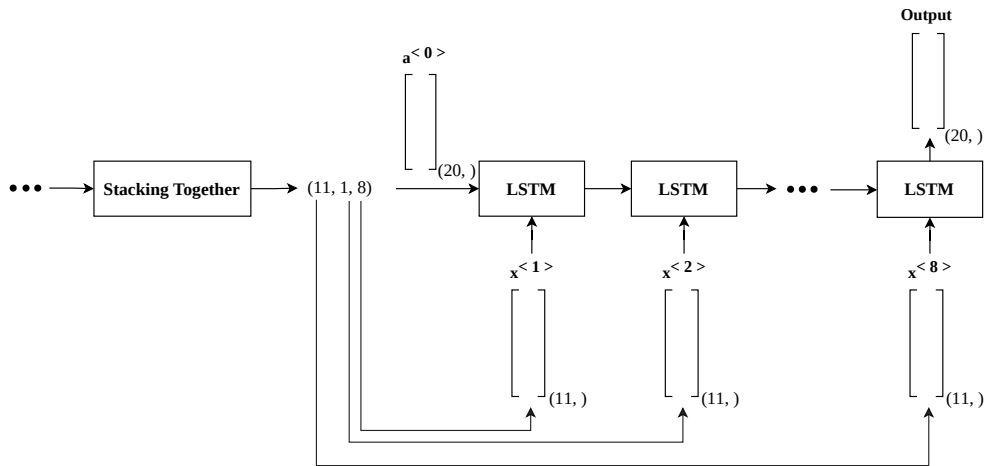 Output
a< 0 >
(20, )
(20, )
Stacking Together
(11, 1, 8)
LSTM
LSTM
LSTM
x< 1 >
x< 2 >
x< 8 >
(11, )
(11, )
(11, )